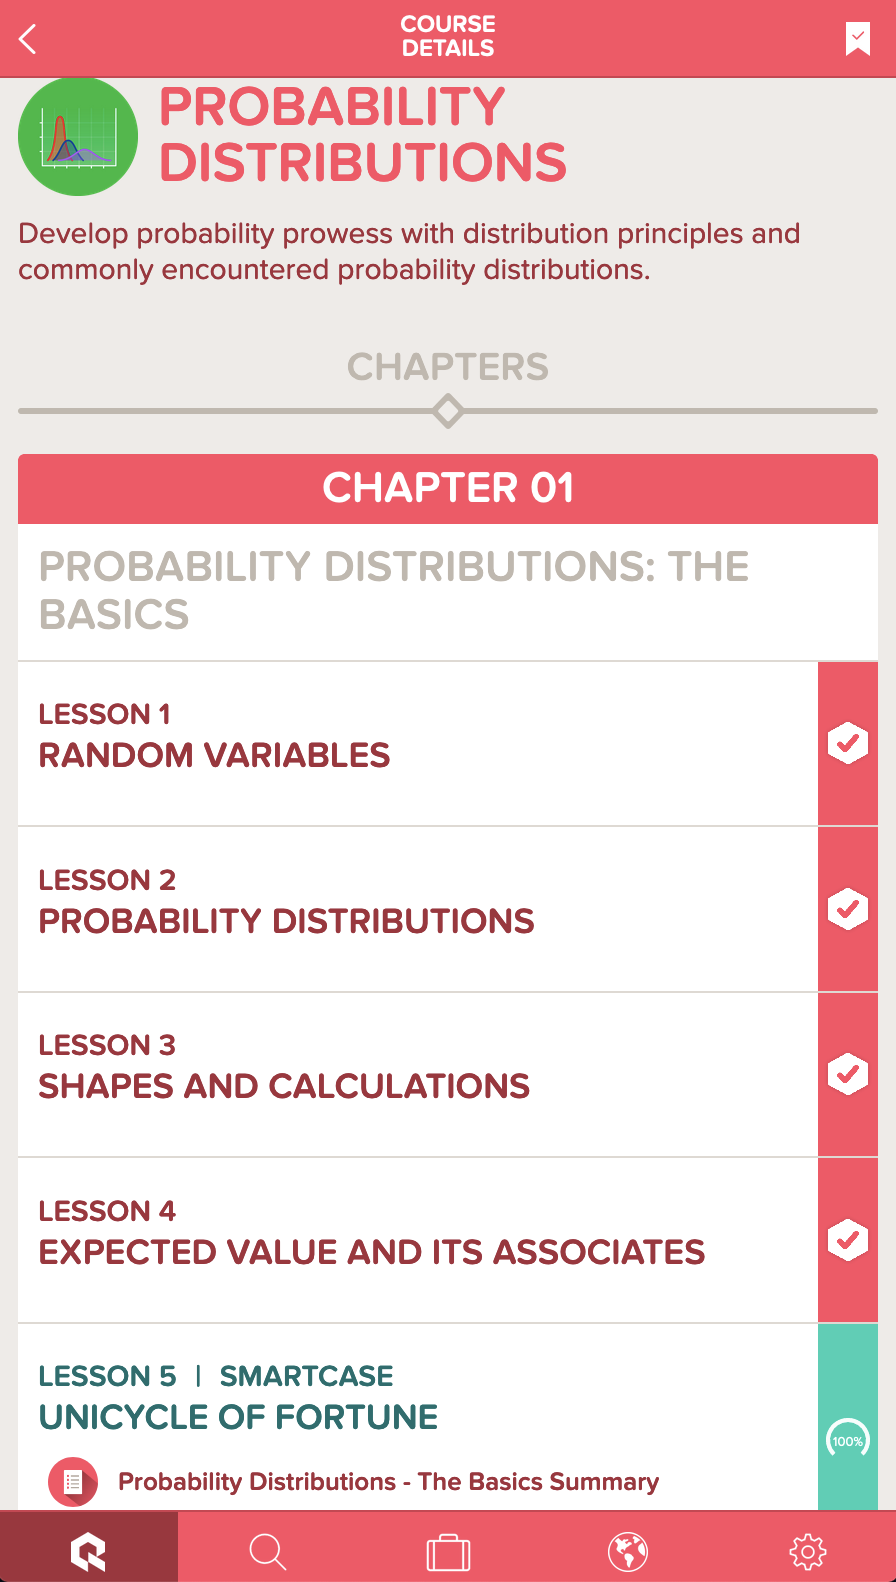 COURSE
DETAILS
PROBABILITY
DISTRIBUTIONS
Develop probability prowess with distribution principles and
commonly encountered probability distributions.
CHAPTERS
CHAPTER 01
PROBABILITY DISTRIBUTIONS: THE
BASICS
LESSON 1
RANDOM VARIABLES
LESSON 2
PROBABILITY DISTRIBUTIONS
LESSON 3
SHAPES AND CALCULATIONS
LESSON 4
EXPECTED VALUE AND ITS ASSOCIATES
LESSON 5 | SMARTCASE
UNICYCLE OF FORTUNE
100%
Probability Distributions - The Basics Summary